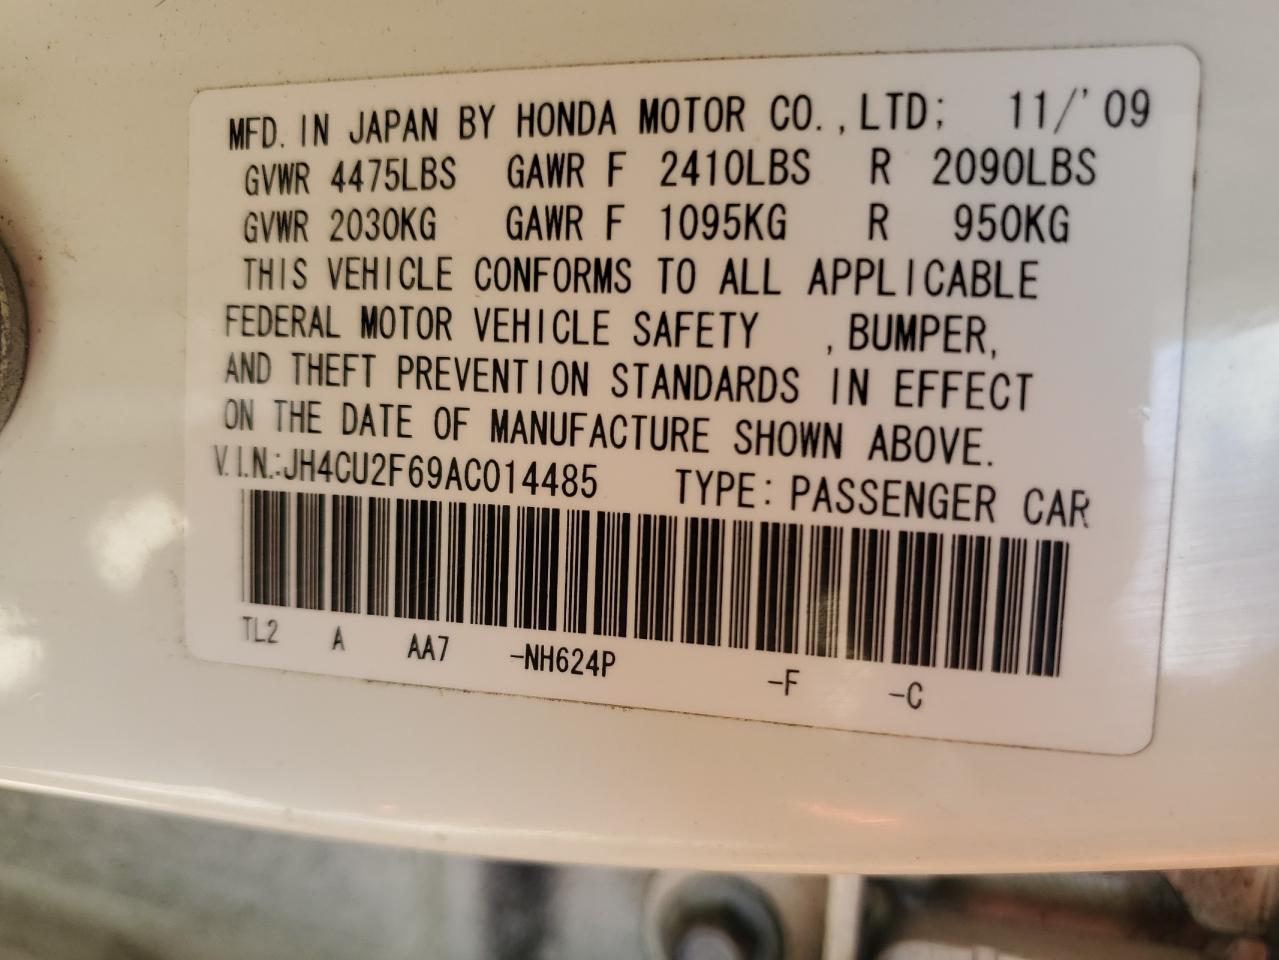 MFD. IN JAPAN BY HONDA MOTOR CO.,LTD; 11/'09
GVWR 4475LBS GAWR F 2410LBS R 2090LBS
GVWR 2030KG GAWR F 1095KG R 950KG
THIS VEHICLE CONFORMS TO ALL APPLICABLE
FEDERAL MOTOR VEHICLE SAFETY , BUMPER,
AND THEFT PREVENTION STANDARDS IN EFFECT
ON THE DATE OF MANUFACTURE SHOWN ABOVE.
V.I.N.:JH4CU2F69AC014485 TYPE: PASSENGER CAR
TL2 A AA7 -NH624P -F -C